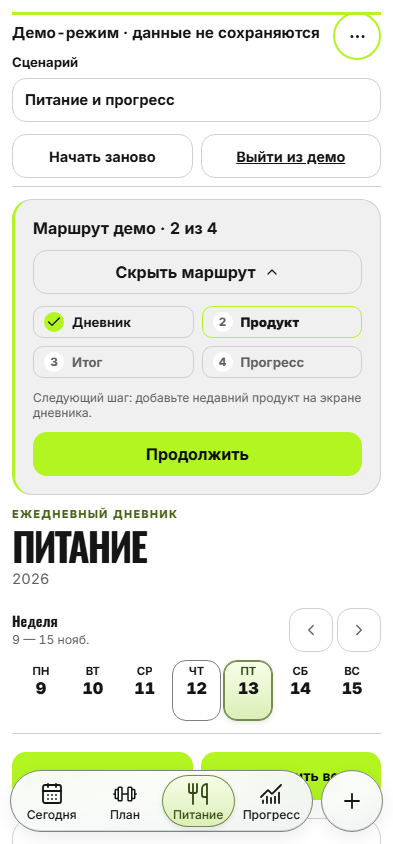 Демо-режим · данные не сохраняются
Сценарий
Питание и прогресс
Начать заново
Выйти из демо
Маршрут демо · 2 из 4
Скрыть маршрут
Дневник
2 Продукт
3 Итог
4 Прогресс
Следующий шаг: добавьте недавний продукт на экране
дневника.
Продолжить
ЕЖЕДНЕВНЫЙ ДНЕВНИК
ПИТАНИЕ
2026
Неделя
9 — 15 нояб.
ПН ВТ СР ЧТ ПТ СБ ВС
9 10 11 12 13 14 15
Сегодня План Питание Прогресс